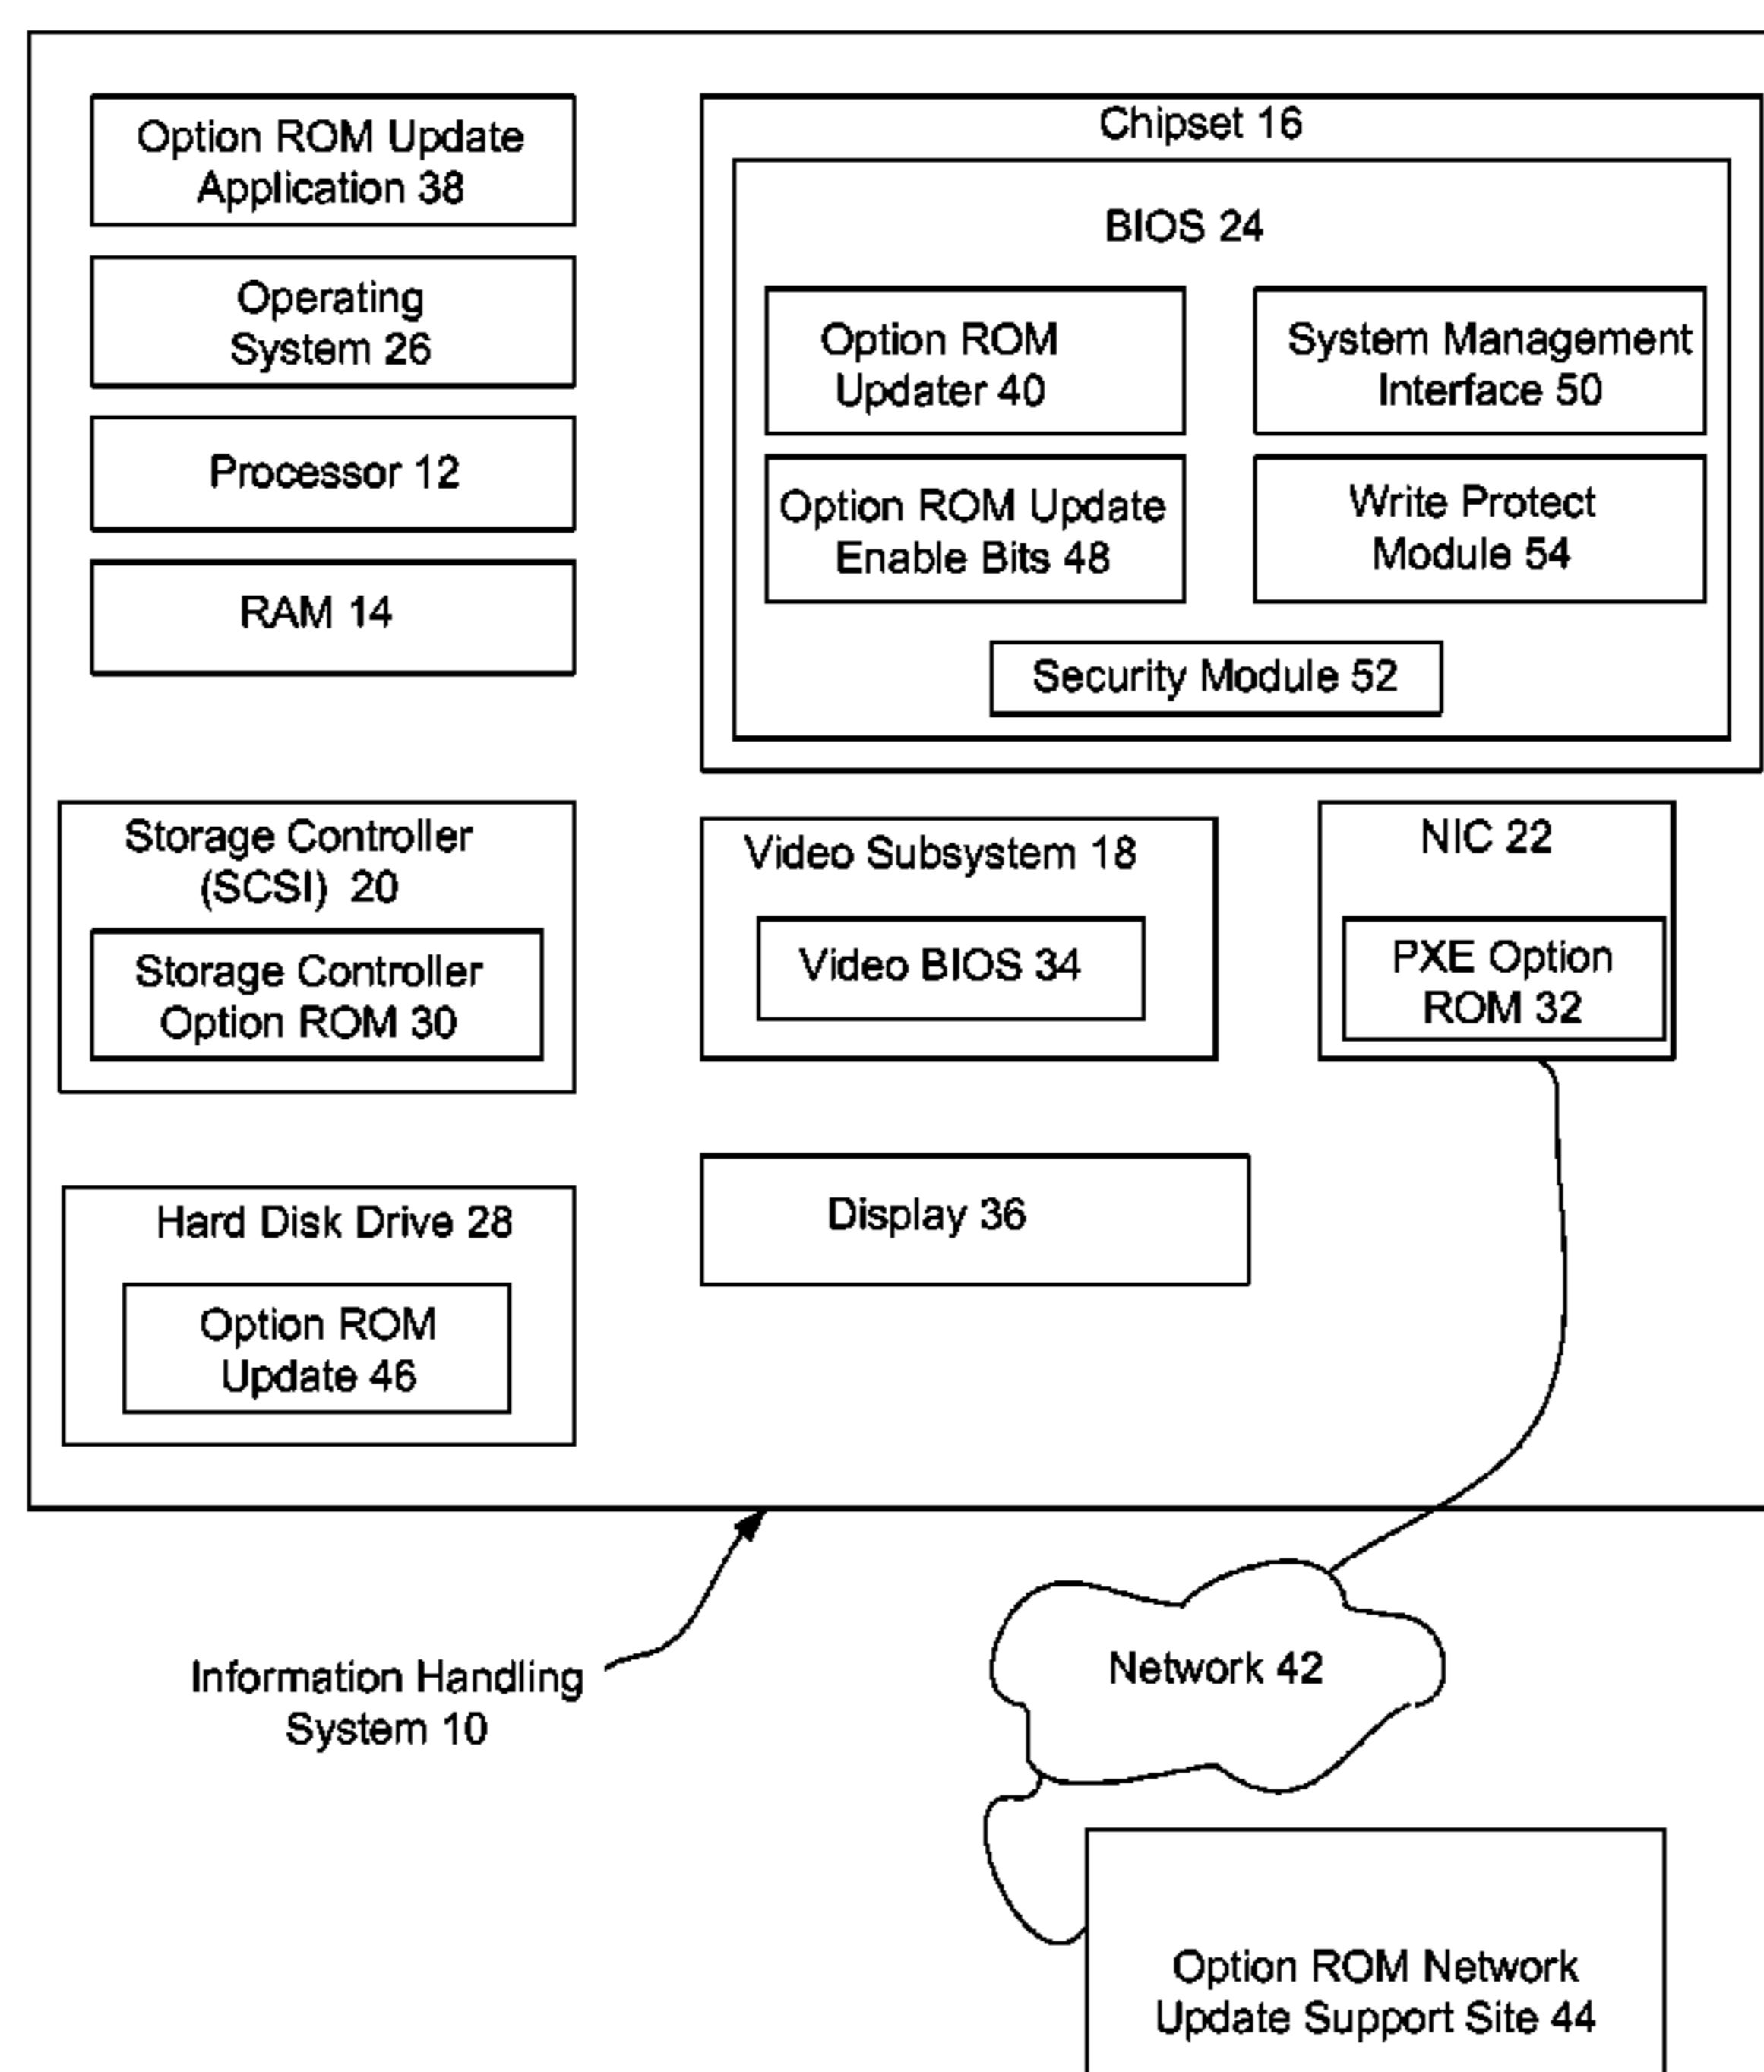 Option ROM Update
Application 38
Operating
System 26
Processor 12
RAM 14
Chipset 16
BIOS 24
Option ROM
Updater 40
System Management
Interface 50
Option ROM Update
Enable Bits 48
Write Protect
Module 54
Security Module 52
Storage Controller
(SCSI) 20
Storage Controller
Option ROM 30
Video Subsystem 18
Video BIOS 34
NIC 22
PXE Option
ROM 32
Hard Disk Drive 28
Option ROM
Update 46
Display 36
Information Handling
System 10
Network 42
Option ROM Network
Update Support Site 44